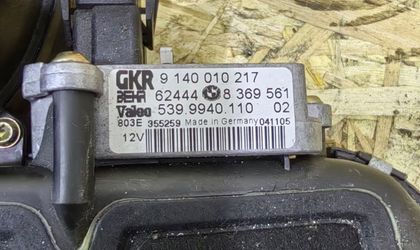 GKR 9 140 010 217
BEHR 62444 8 369 561
Valeo 539.9940.110 02
803E 355259 Made in Germany 041105
12V